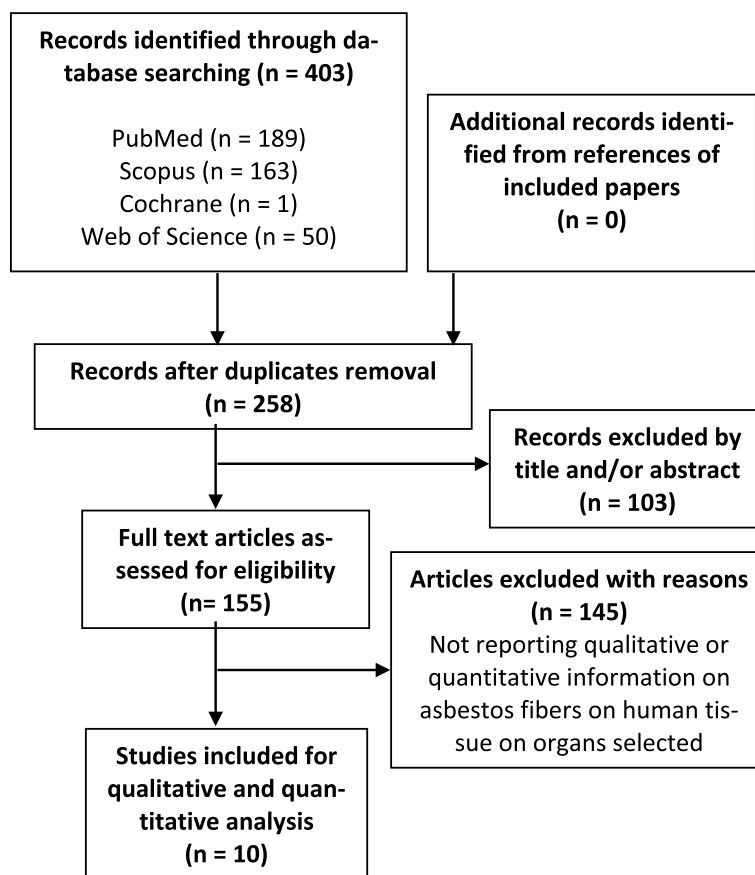 Records identified through da-
tabase searching (n = 403)
PubMed (n = 189)
Scopus (n = 163)
Cochrane (n = 1)
Web of Science (n = 50)
Additional records identi-
fied from references of
included papers
(n = 0)
Records after duplicates removal
(n = 258)
Records excluded by
title and/or abstract
(n = 103)
Full text articles as-
sessed for eligibility
(n= 155)
Articles excluded with reasons
(n = 145)
Not reporting qualitative or
quantitative information on
asbestos fibers on human tis-
sue on organs selected
Studies included for
qualitative and quan-
titative analysis
(n = 10)